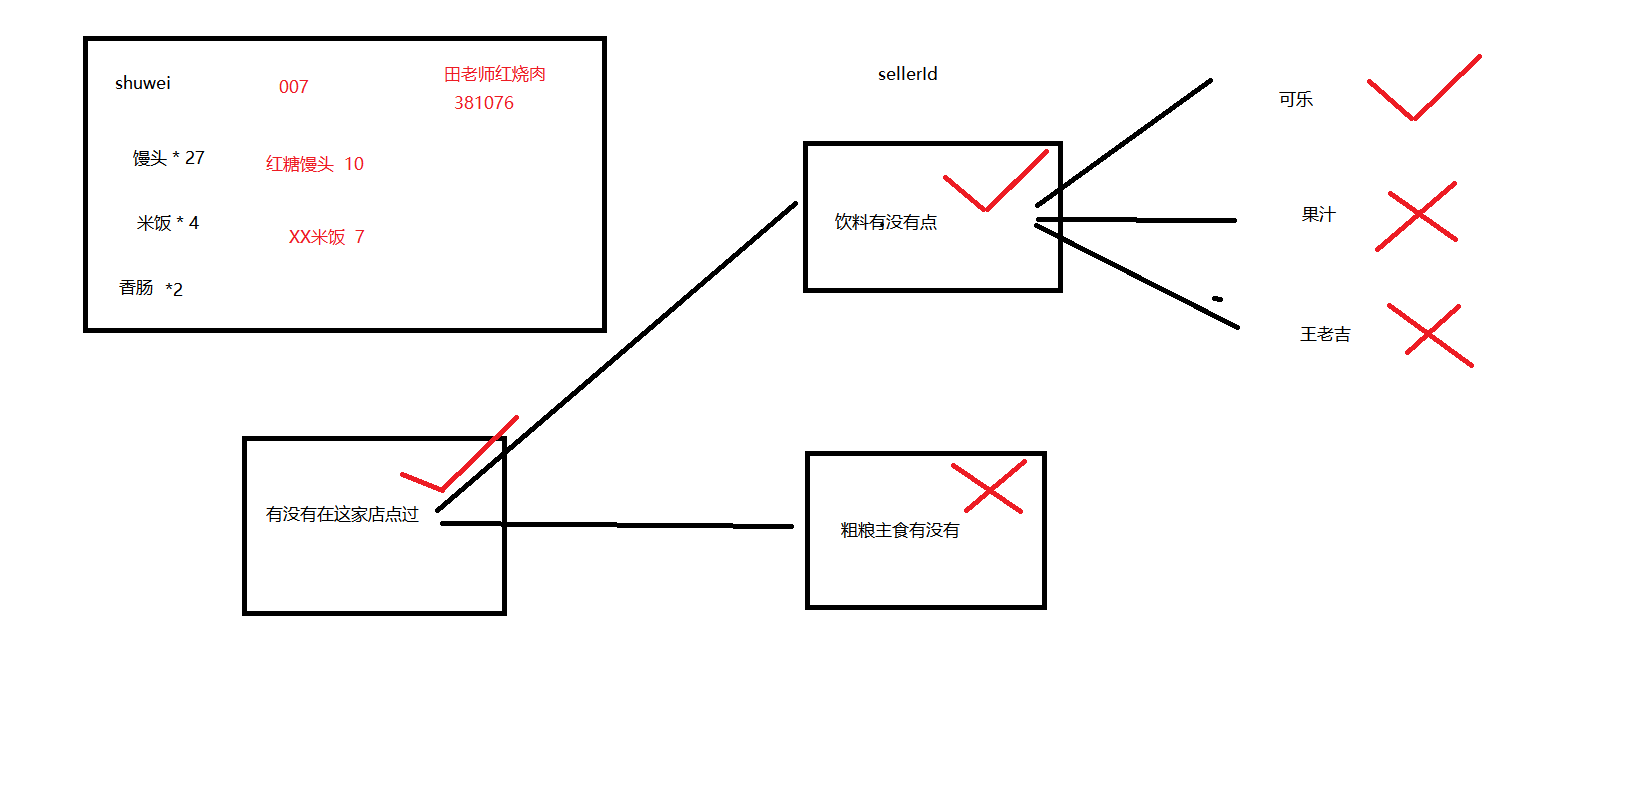 shuwei 007 田老师红烧肉
381076
馒头 * 27 红糖馒头 10
米饭 * 4 XX米饭 7
香肠 *2
sellerId
饮料有没有点
可乐
果汁
王老吉
有没有在这家店点过
粗粮主食有没有